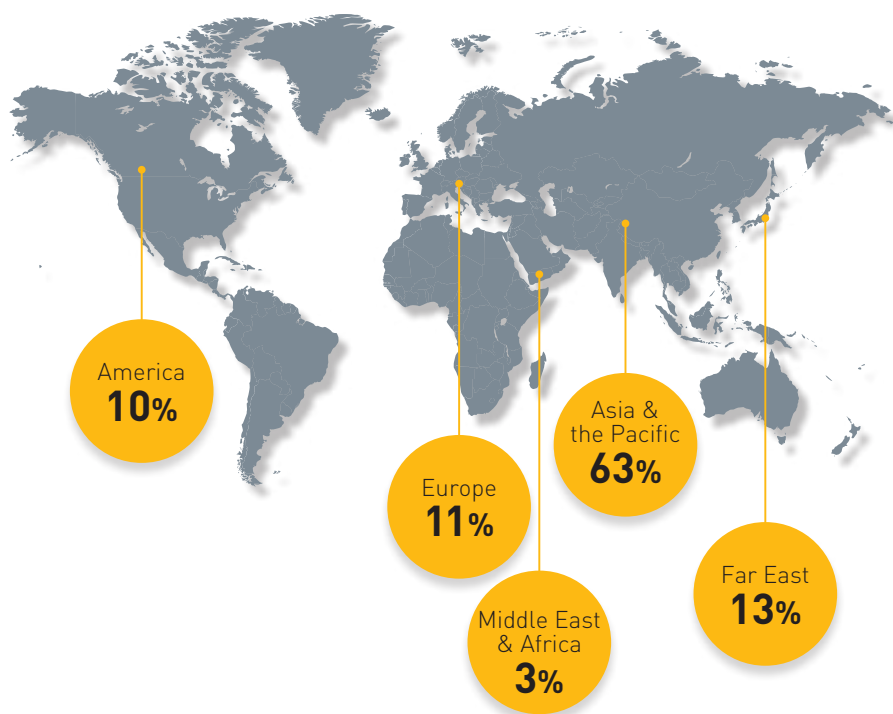 America
10%
Europe
11%
Middle East
& Africa
3%
Asia &
the Pacific
63%
Far East
13%